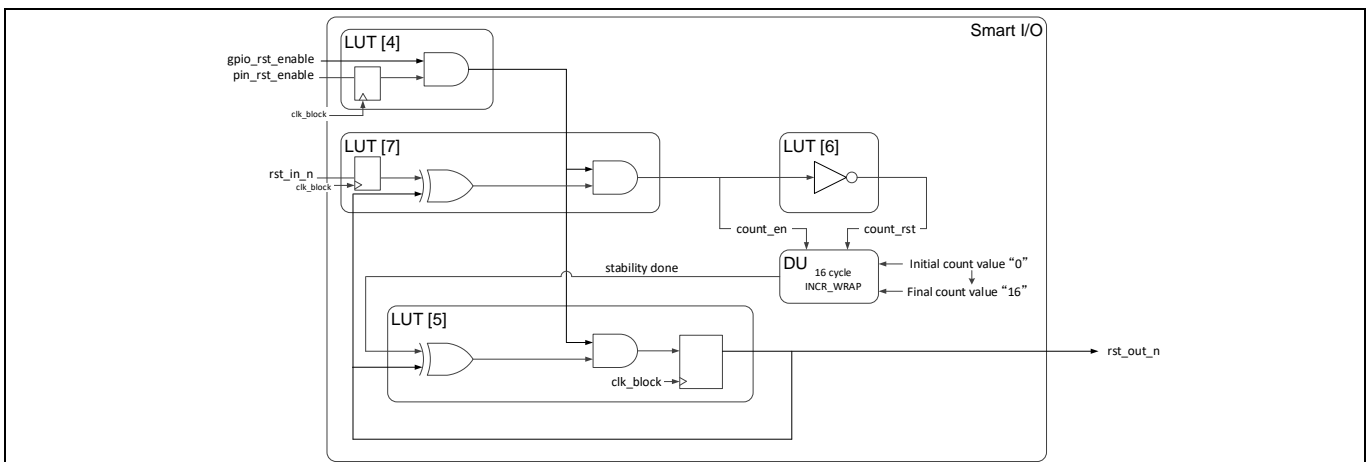 Smart I/O
LUT [4]
gpio_rst_enable
pin_rst_enable
clk_block
LUT [7]
LUT [6]
rst_in_n
clk_block
count_en
count_rst
DU
16 cycle
INCR_WRAP
Initial count value “0”
Final count value “16”
stability done
LUT [5]
rst_out_n
clk_block